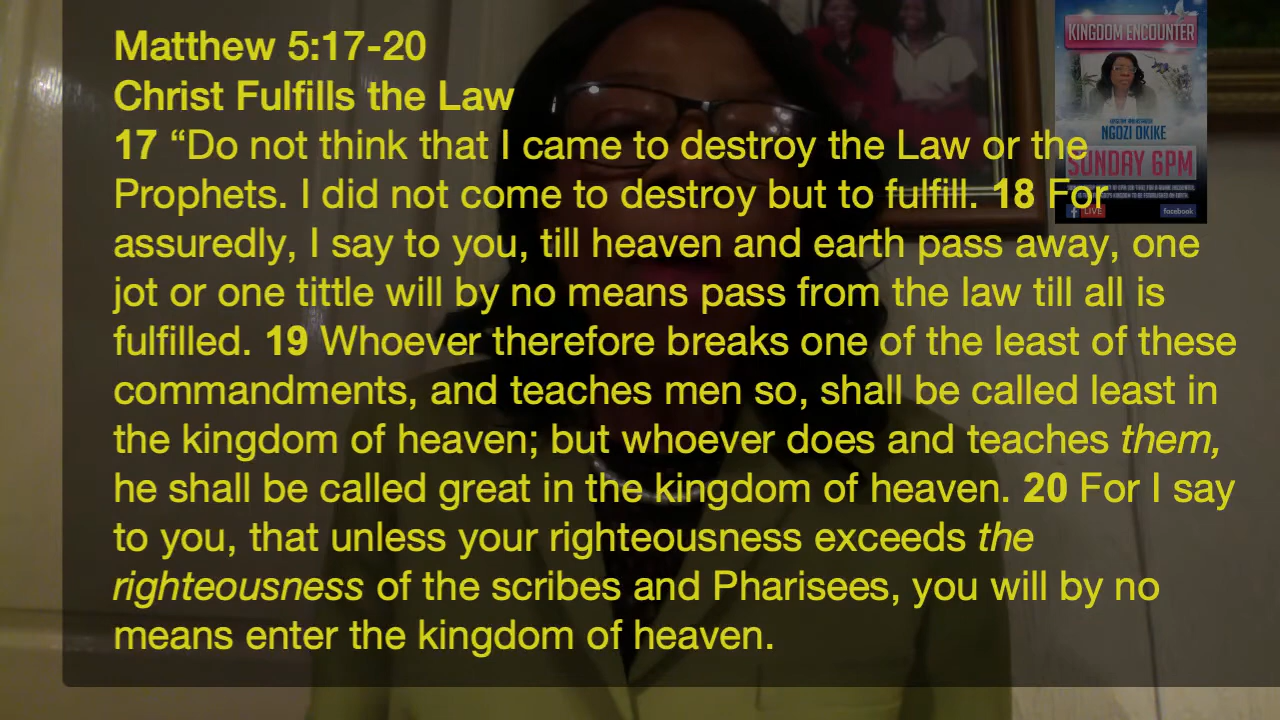 Matthew 5:17-20
Christ Fulfills the Law
17 “Do not think that I came to destroy the Law or the
Prophets. I did not come to destroy but to fulfill. 18 For
assuredly, I say to you, till heaven and earth pass away, one
jot or one tittle will by no means pass from the law till all is
fulfilled. 19 Whoever therefore breaks one of the least of these
commandments, and teaches men so, shall be called least in
the kingdom of heaven; but whoever does and teaches them,
he shall be called great in the kingdom of heaven. 20 For I say
to you, that unless your righteousness exceeds the
righteousness of the scribes and Pharisees, you will by no
means enter the kingdom of heaven.
KINGDOM ENCOUNTER
NGOZI OKIKE
SUNDAY 6PM
f LIVE
facebook